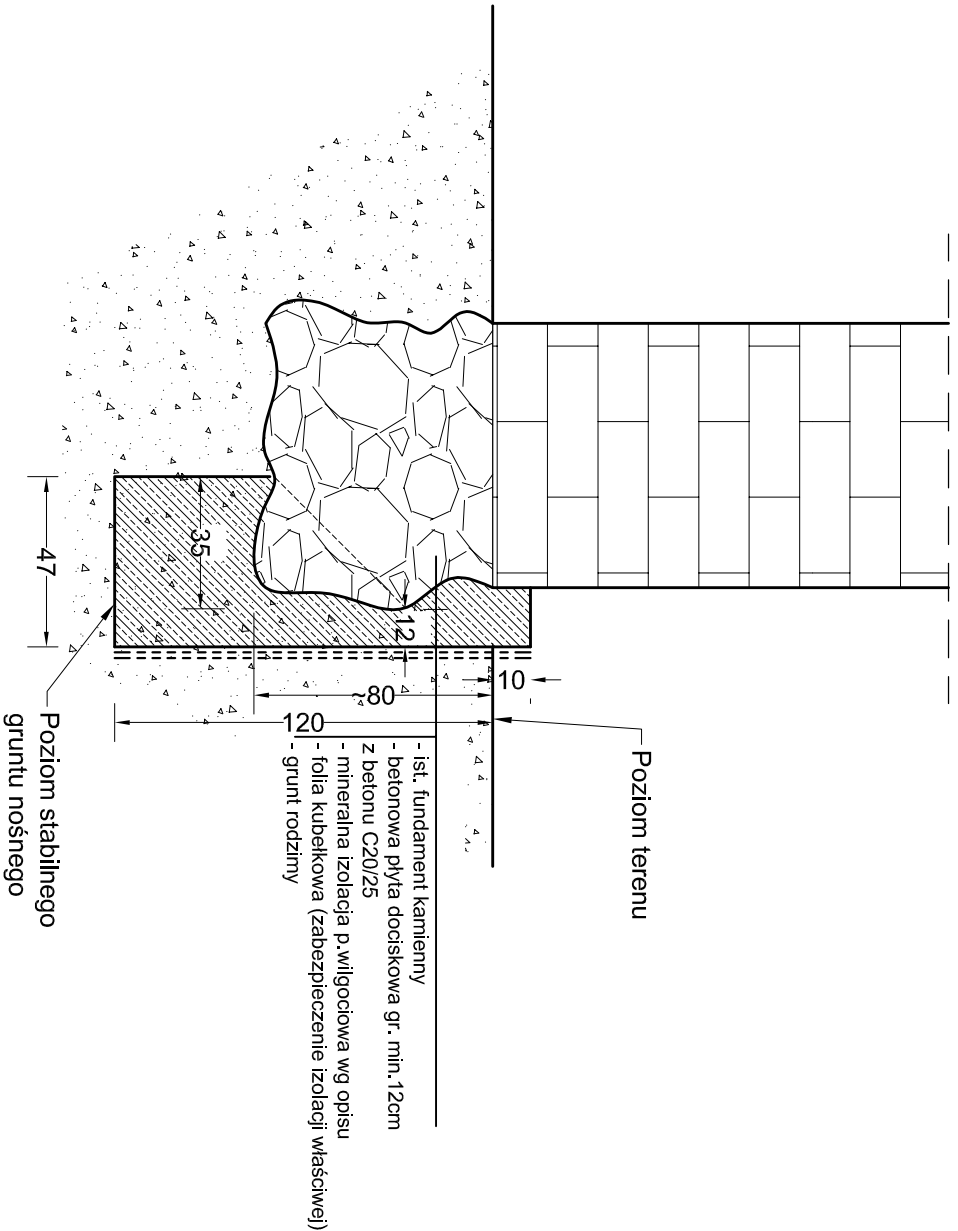 10
Poziom terenu
12
35
~80
120
47
- ist. fundament kamienny
- betonowa płyta dociskowa gr. min.12cm
z betonu C20/25
- mineralna izolacja p.wilgociowa wg opisu
- folia kubełkowa (zabezpieczenie izolacji właściwej)
- grunt rodzimy
Poziom stabilnego
gruntu nośnego